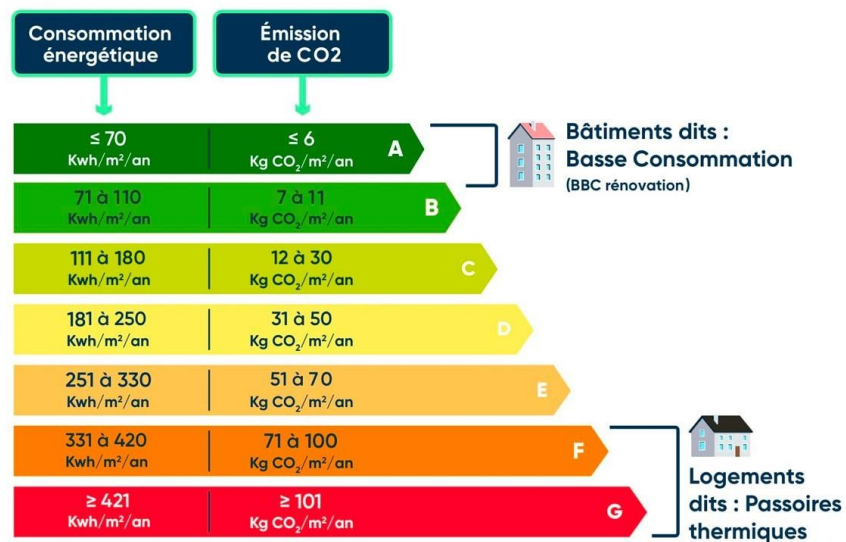 Consommation
énergétique
Émission
de CO2
≤ 70
Kwh/m²/an
≤ 6
Kg CO₂/m²/an
A
71 à 110
Kwh/m²/an
7 à 11
Kg CO₂/m²/an
B
Bâtiments dits :
Basse Consommation
(BBC rénovation)
111 à 180
Kwh/m²/an
12 à 30
Kg CO₂/m²/an
C
181 à 250
Kwh/m²/an
31 à 50
Kg CO₂/m²/an
D
251 à 330
Kwh/m²/an
51 à 70
Kg CO₂/m²/an
E
331 à 420
Kwh/m²/an
71 à 100
Kg CO₂/m²/an
F
≥ 421
Kwh/m²/an
≥ 101
Kg CO₂/m²/an
G
Logements
dits : Passoires
thermiques